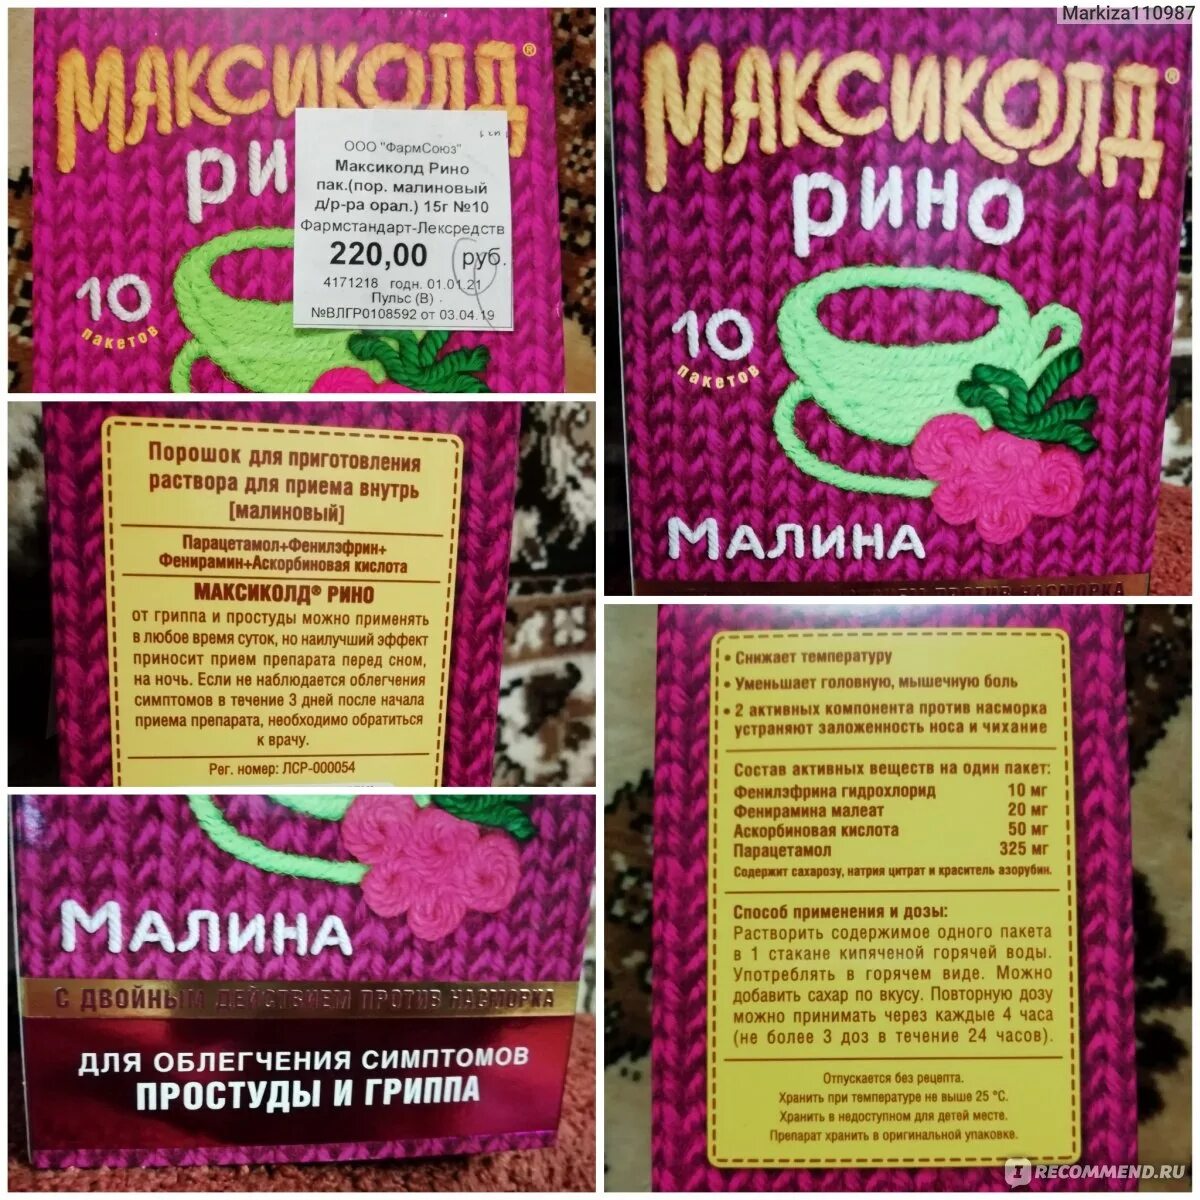 МАКСИКОЛД®
РИ
ООО "ФармСоюз"
Максиколд Рино
пак.(пор. малиновый
д/р-ра орал.) 15г №10
Фармстандарт-Лексредств
220,00 руб.
4171218 годн. 01.01.21
Пульс (В)
№ВЛГР0108592 от 03.04.19
10
пакетов
Markiza110987
МАКСИКОЛД®
РИНО
10
пакетов
МАЛИНА
ПРОТИВ НАСМОРКА
Порошок для приготовления
раствора для приема внутрь
[малиновый]
Парацетамол+Фенилэфрин+
Фенирамин+Аскорбиновая кислота
МАКСИКОЛД® РИНО
от гриппа и простуды можно применять
в любое время суток, но наилучший эффект
приносит прием препарата перед сном,
на ночь. Если не наблюдается облегчения
симптомов в течение 3 дней после начала
приема препарата, необходимо обратиться
к врачу.
Рег. номер: ЛСР-000054
МАЛИНА
С ДВОЙНЫМ ДЕЙСТВИЕМ ПРОТИВ НАСМОРКА
ДЛЯ ОБЛЕГЧЕНИЯ СИМПТОМОВ
ПРОСТУДЫ И ГРИППА
• Снижает температуру
• Уменьшает головную, мышечную боль
• 2 активных компонента против насморка
устраняют заложенность носа и чихание
Состав активных веществ на один пакет:
Фенилэфрина гидрохлорид 10 мг
Фенирамина малеат 20 мг
Аскорбиновая кислота 50 мг
Парацетамол 325 мг
Содержит сахарозу, натрия цитрат и краситель азорубин.
Способ применения и дозы:
Растворить содержимое одного пакета
в 1 стакане кипяченой горячей воды.
Употреблять в горячем виде. Можно
добавить сахар по вкусу. Повторную дозу
можно принимать через каждые 4 часа
(не более 3 доз в течение 24 часов).
Отпускается без рецепта.
Хранить при температуре не выше 25 °С.
Хранить в недоступном для детей месте.
Препарат хранить в оригинальной упаковке.
RECOMMEND.RU